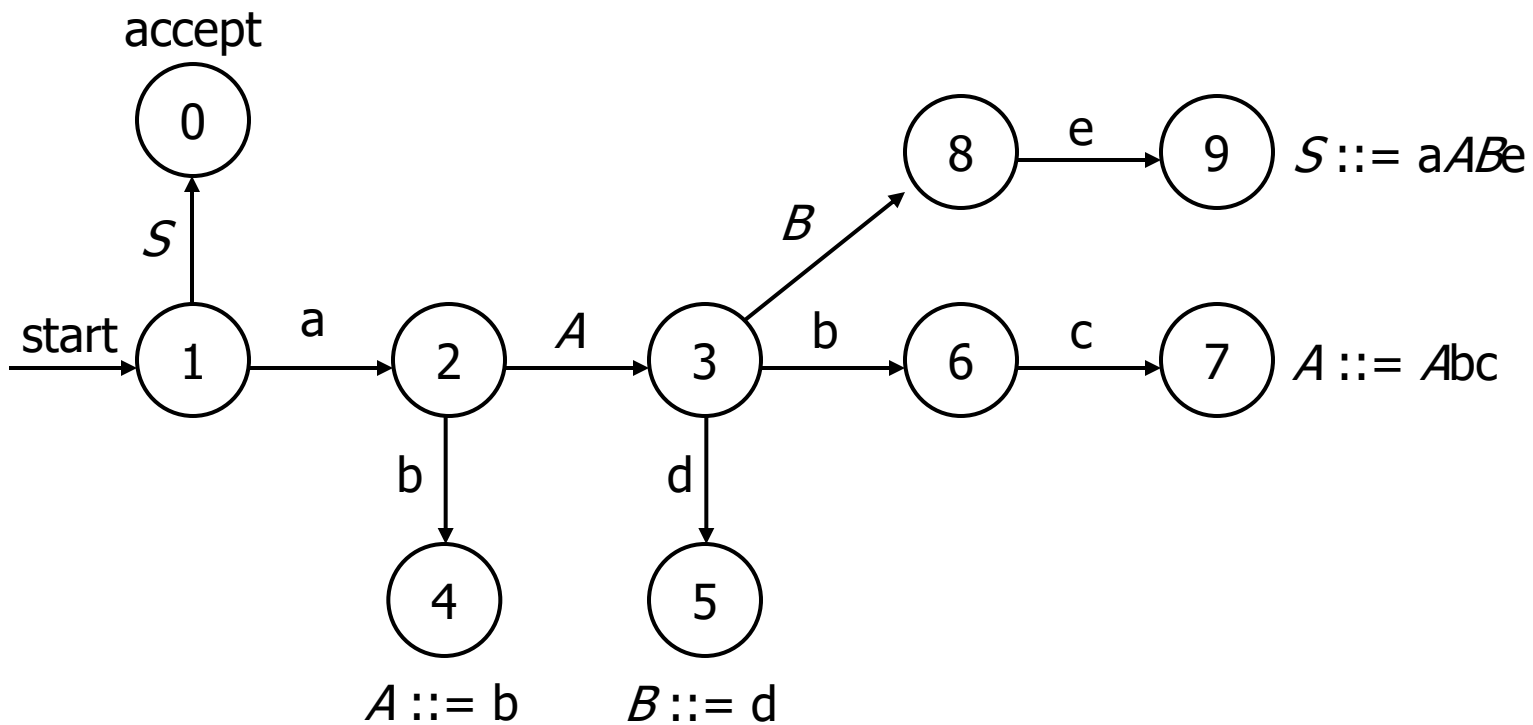 accept
0
8
e
9
S ::= aABe
B
S
start
1
a
2
A
3
b
6
c
7
A ::= Abc
b
d
4
5
A ::= b
B ::= d